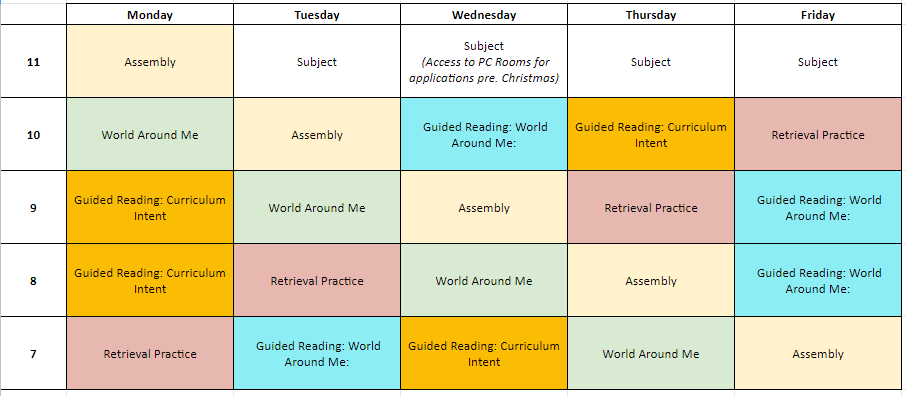 Monday Tuesday Wednesday Thursday Friday
11
Assembly
Subject
Subject
(Access to PC Rooms for
applications pre. Christmas)
Subject
Subject
10
World Around Me
Assembly
Guided Reading: World
Around Me:
Guided Reading: Curriculum
Intent
Retrieval Practice
9
Guided Reading: Curriculum
Intent
World Around Me
Assembly
Retrieval Practice
Guided Reading: World
Around Me:
8
Guided Reading: Curriculum
Intent
Retrieval Practice
World Around Me
Assembly
Guided Reading: World
Around Me:
7
Retrieval Practice
Guided Reading: World
Around Me:
Guided Reading: Curriculum
Intent
World Around Me
Assembly